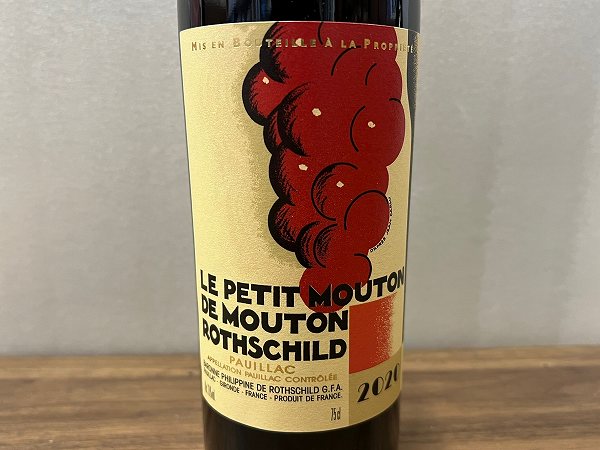 MIS EN BOUTEILLE À LA PROPRIÉTÉ
LE PETIT MOUTON
DE MOUTON
ROTHSCHILD
PAUILLAC
APPELLATION PAUILLAC CONTRÔLÉE
PHILIPPINE DE ROTHSCHILD G.F.A.
GIRONDE - FRANCE - PRODUIT DE FRANCE.
75 cl
2020